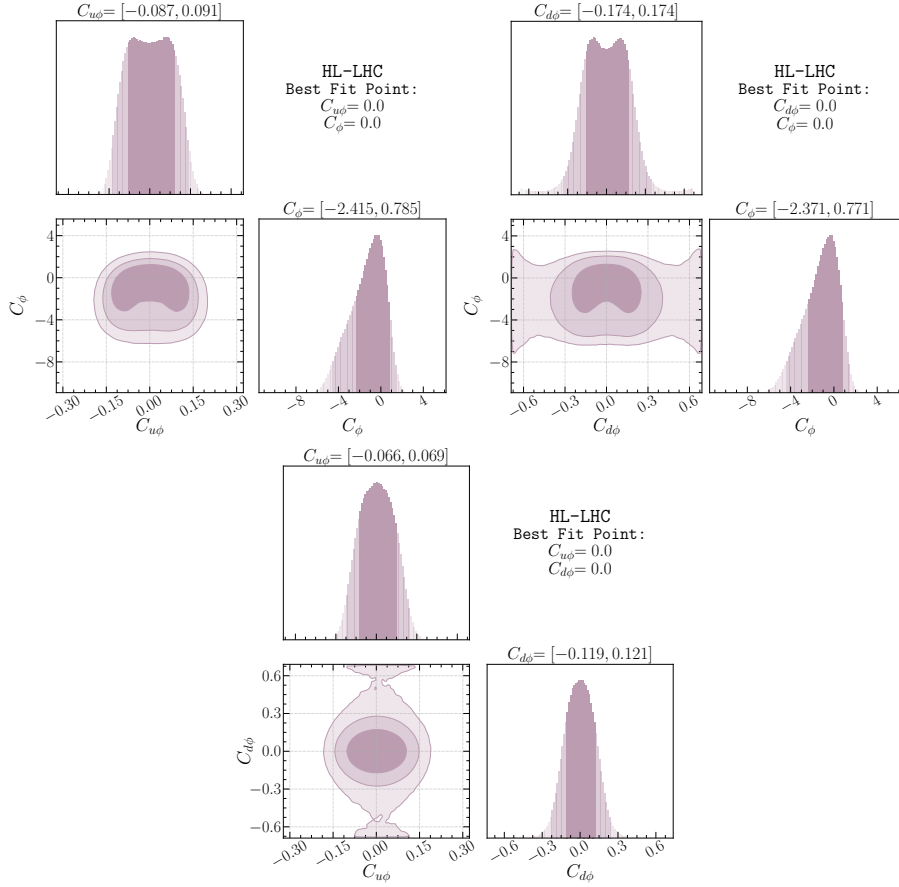 C_{uϕ}= [−0.087, 0.091]
HL-LHC
Best Fit Point:
C_{uϕ}= 0.0
C_ϕ= 0.0
C_ϕ= [−2.415, 0.785]
C_ϕ
4
0
−4
−8
−0.30
−0.15
0.00
0.15
0.30
C_{uϕ}
−8
−4
0
4
C_ϕ
C_{dϕ}= [−0.174, 0.174]
HL-LHC
Best Fit Point:
C_{dϕ}= 0.0
C_ϕ= 0.0
C_ϕ= [−2.371, 0.771]
C_ϕ
4
0
−4
−8
−0.6
−0.3
0.0
0.3
0.6
C_{dϕ}
−8
−4
0
4
C_ϕ
C_{uϕ}= [−0.066, 0.069]
HL-LHC
Best Fit Point:
C_{uϕ}= 0.0
C_{dϕ}= 0.0
C_{dϕ}= [−0.119, 0.121]
C_{dϕ}
0.6
0.3
0.0
−0.3
−0.6
−0.30
−0.15
0.00
0.15
0.30
C_{uϕ}
−0.6
−0.3
0.0
0.3
0.6
C_{dϕ}